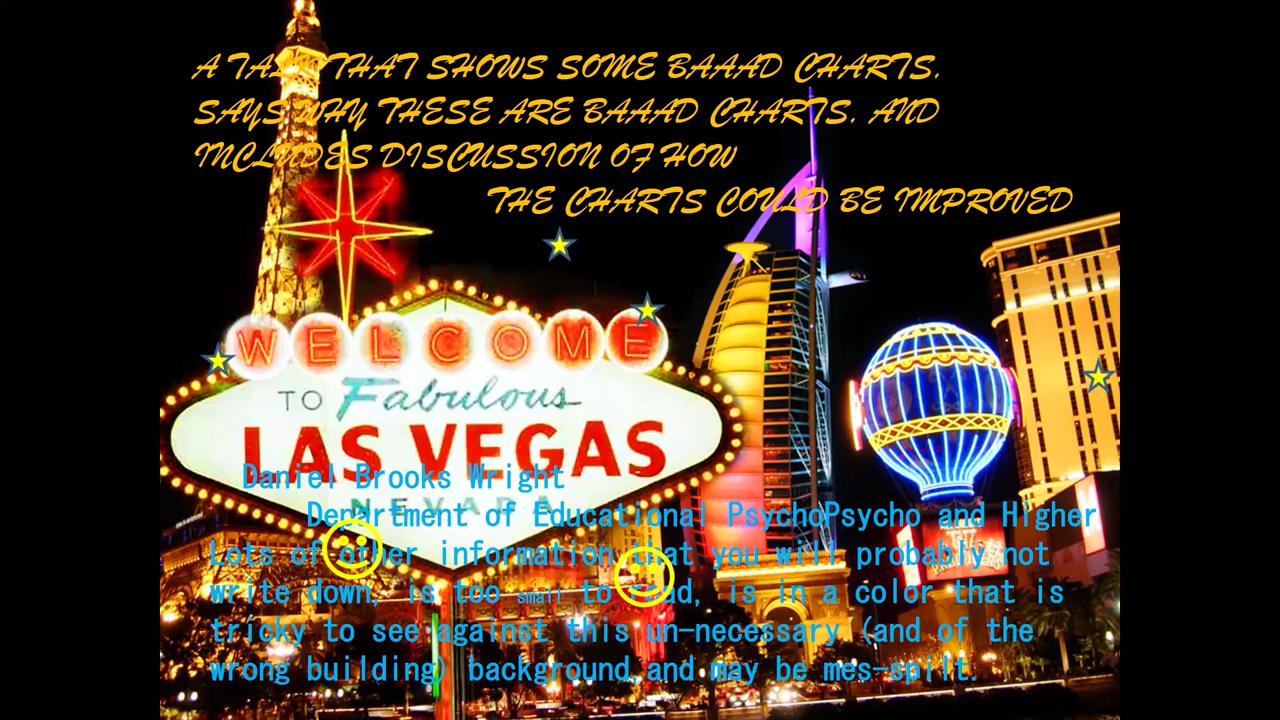 A TALK THAT SHOWS SOME BAAAD CHARTS,
SAYS WHY THESE ARE BAAAD CHARTS, AND
INCLUDES DISCUSSION OF HOW
THE CHARTS COULD BE IMPROVED
WELCOME
TO Fabulous
LAS VEGAS
NEVADA
Daniel Brooks Wright
Department of Educational PsychoPsycho and Higher
Lots of other information that you will probably not
write down, is too small to read, is in a color that is
tricky to see against this un-necessary (and of the
wrong building) background,and may be mes-spilt.